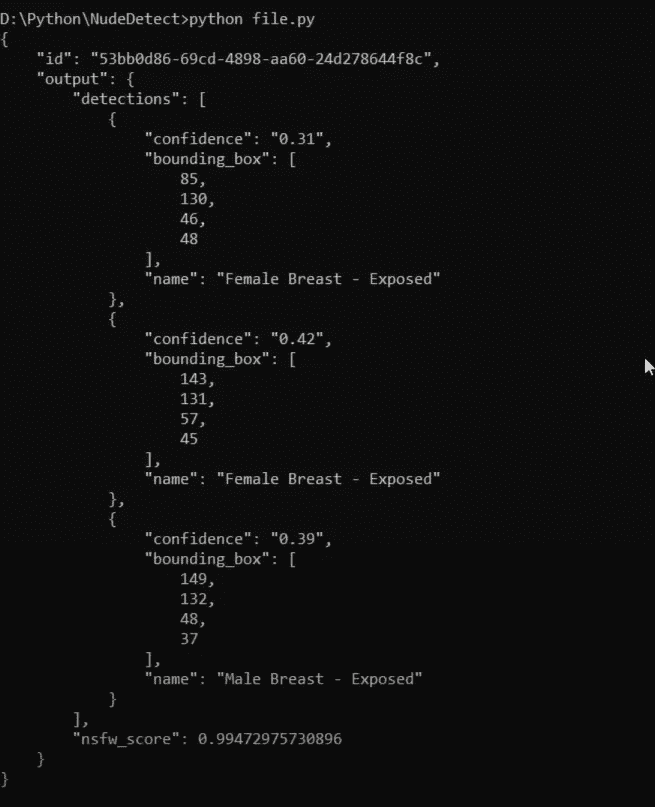 D:\Python\NudeDetect>python file.py
{
    "id": "53bb0d86-69cd-4898-aa60-24d278644f8c",
    "output": {
        "detections": [
            {
                "confidence": "0.31",
                "bounding_box": [
                    85,
                    130,
                    46,
                    48
                ],
                "name": "Female Breast - Exposed"
            },
            {
                "confidence": "0.42",
                "bounding_box": [
                    143,
                    131,
                    57,
                    45
                ],
                "name": "Female Breast - Exposed"
            },
            {
                "confidence": "0.39",
                "bounding_box": [
                    149,
                    132,
                    48,
                    37
                ],
                "name": "Male Breast - Exposed"
            }
        ],
        "nsfw_score": 0.99472975730896
    }
}